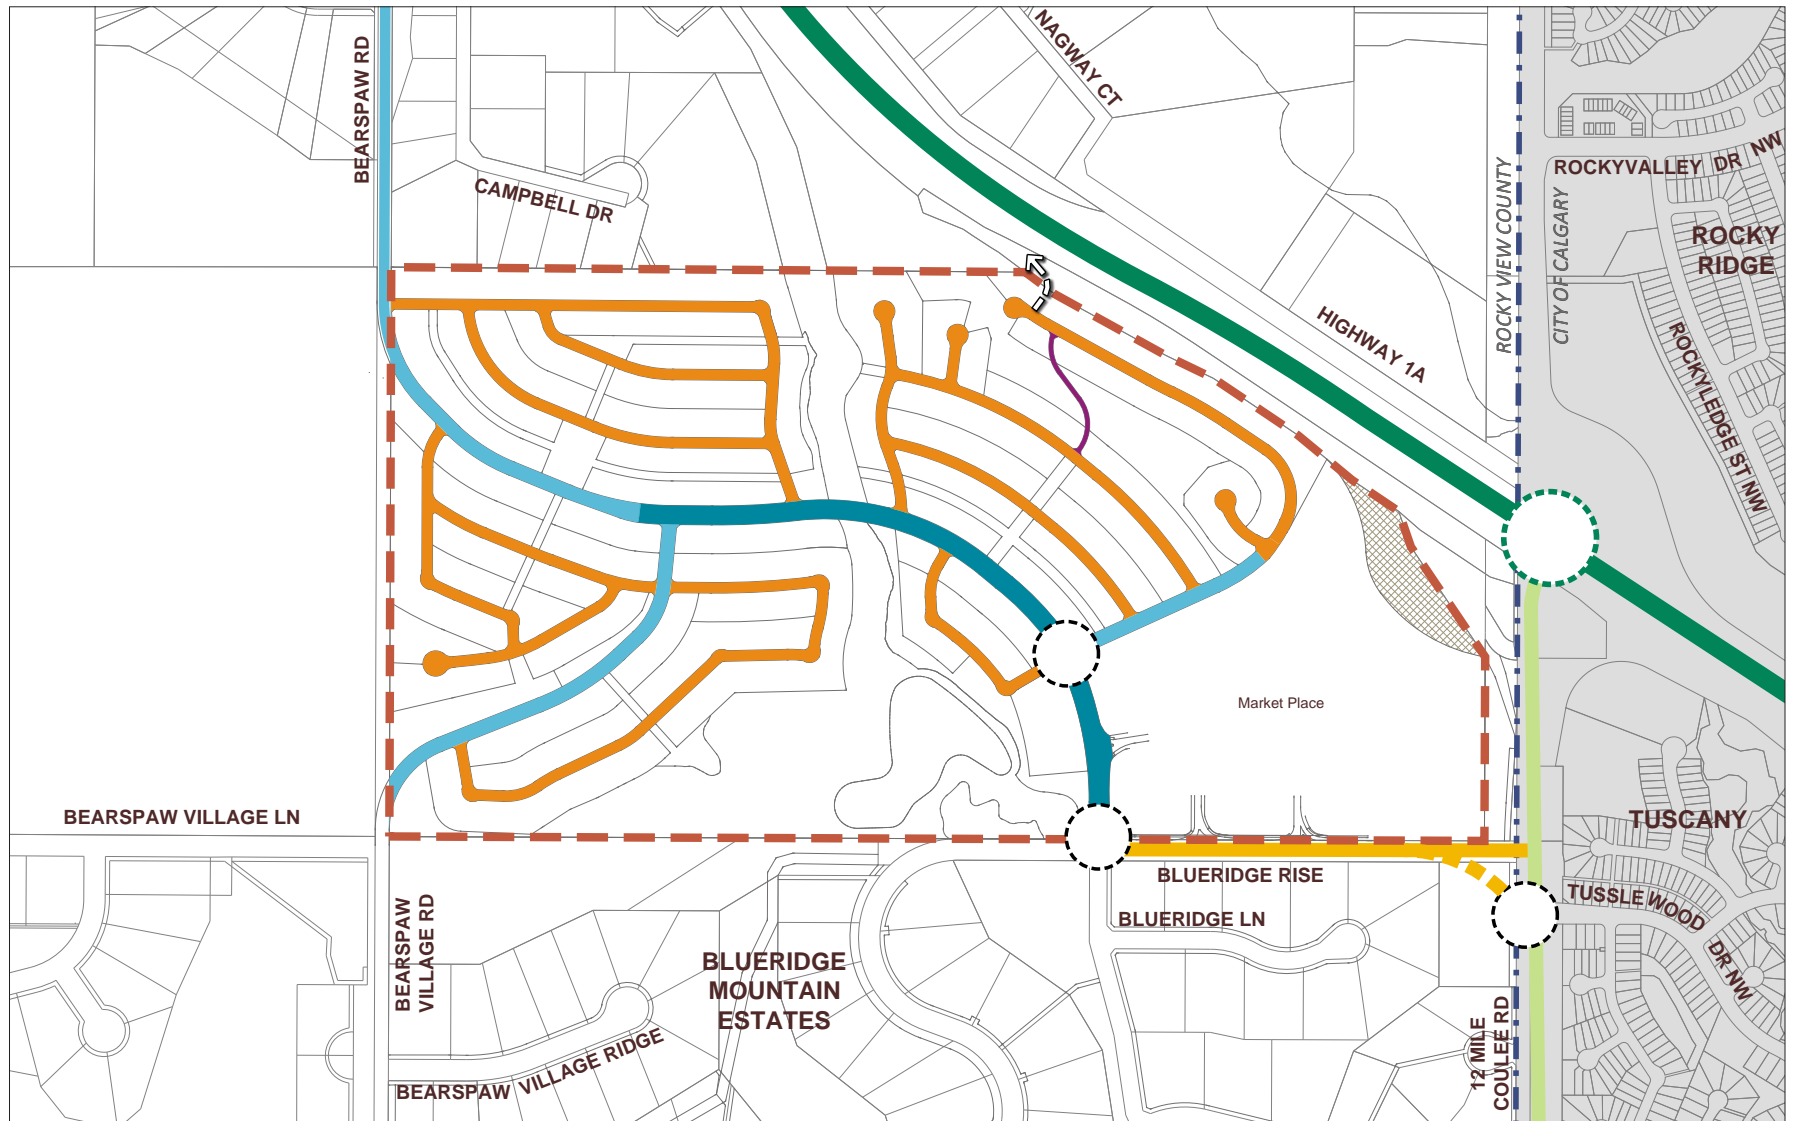 NAGWAY CT
BEARSPAW RD
CAMPBELL DR
ROCKYVALLEY DR NW
ROCKY VIEW COUNTY
CITY OF CALGARY
ROCKY
RIDGE
HIGHWAY 1A
ROCKYLEDGE ST NW
Market Place
BEARSPAW VILLAGE LN
TUSCANY
BLUERIDGE RISE
TUSSLEWOOD DR NW
BLUERIDGE LN
BEARSPAW
VILLAGE RD
BLUERIDGE
MOUNTAIN
ESTATES
12 MILE
COULEE RD
BEARSPAW VILLAGE RIDGE